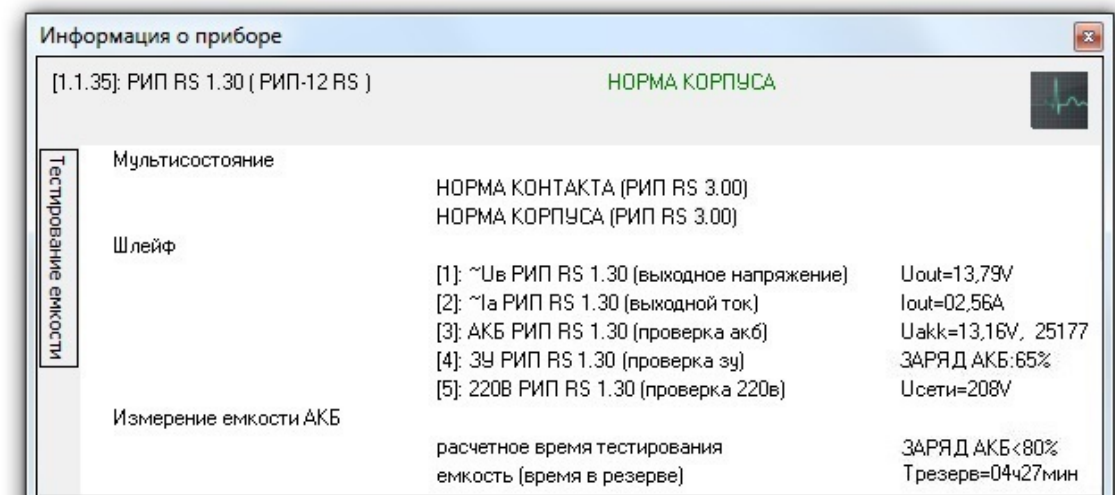 Информация о приборе
[1.1.35]: РИП RS 1.30 ( РИП-12 RS ) НОРМА КОРПУСА
Тестирование емкости
Мультисостояние
НОРМА КОНТАКТА (РИП RS 3.00)
НОРМА КОРПУСА (РИП RS 3.00)
Шлейф
[1]: ~Uв РИП RS 1.30 (выходное напряжение) Uout=13,79V
[2]: ~Iа РИП RS 1.30 (выходной ток) Iout=02,56A
[3]: АКБ РИП RS 1.30 (проверка акб) Uakk=13,16V, 25177
[4]: ЗУ РИП RS 1.30 (проверка зу) ЗАРЯД АКБ:65%
[5]: 220В РИП RS 1.30 (проверка 220в) Uсети=208V
Измерение емкости АКБ
расчетное время тестирования ЗАРЯД АКБ<80%
емкость (время в резерве) Трезерв=04ч27мин